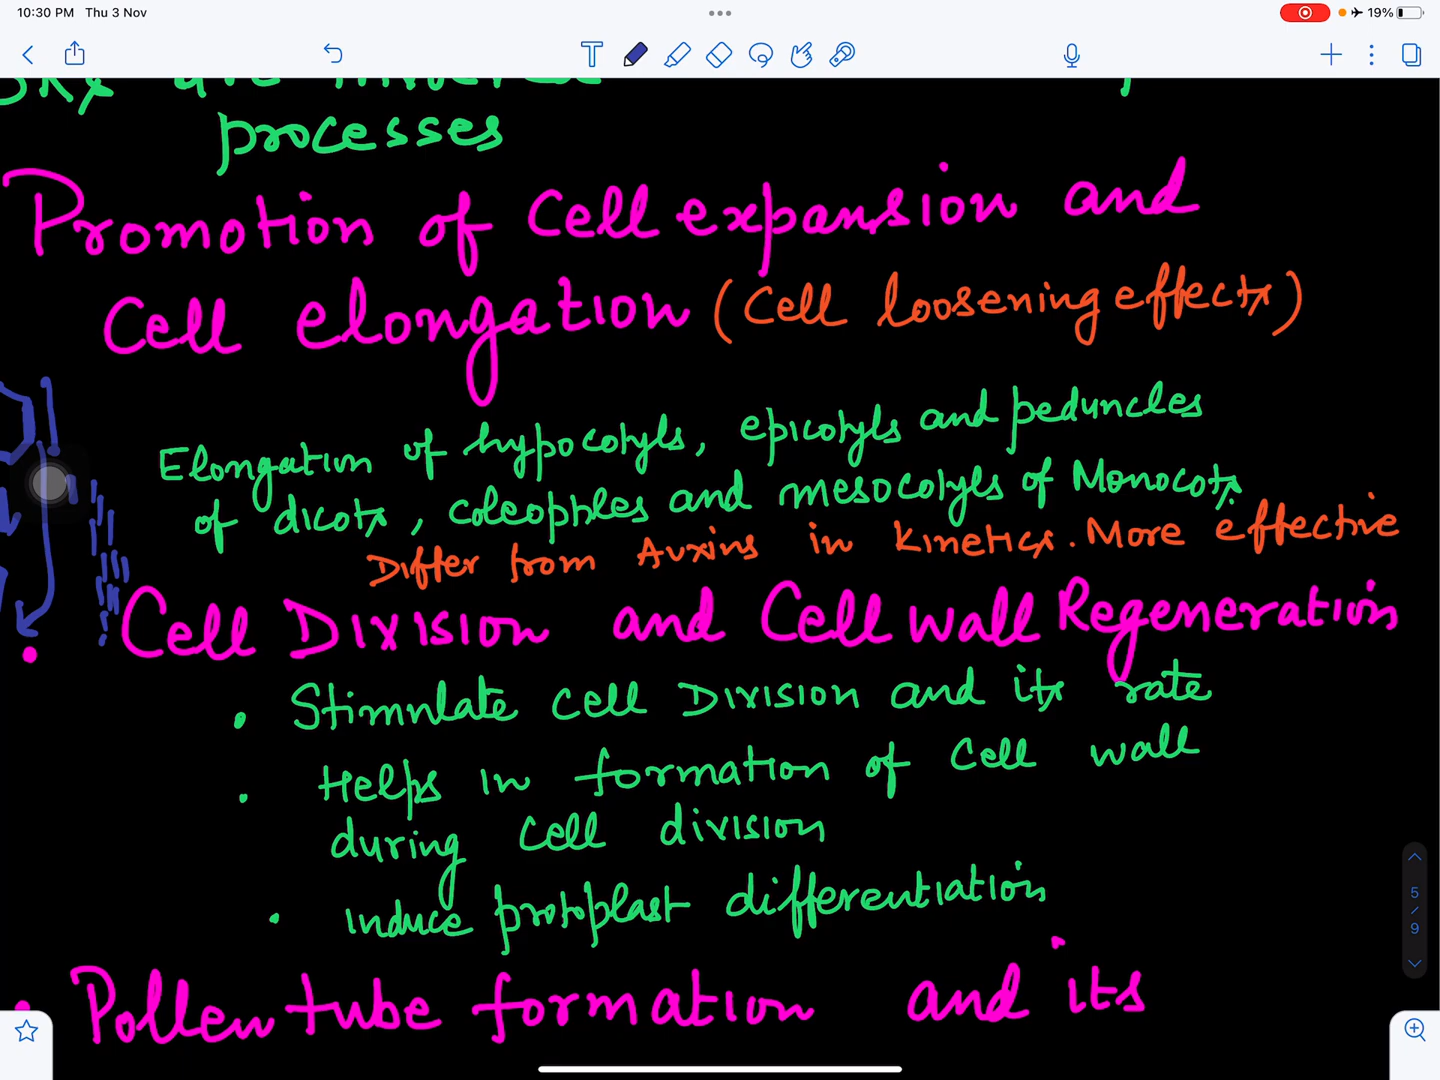 10:30 PM Thu 3 Nov
19%
are
processes
Promotion of Cell expansion and
Cell elongation (Cell loosening effects)
Elongation of hypocotyls, epicotyls and peduncles
of dicots, coleoptiles and mesocotyles of Monocots
Differ from Auxins in Kinetics. More effective
• Cell Division and Cell wall Regeneration
• Stimulate cell Division and its rate
• Helps in formation of Cell wall
during Cell division
• Induce protoplast differentiation
• Pollen tube formation and its
5
/
9